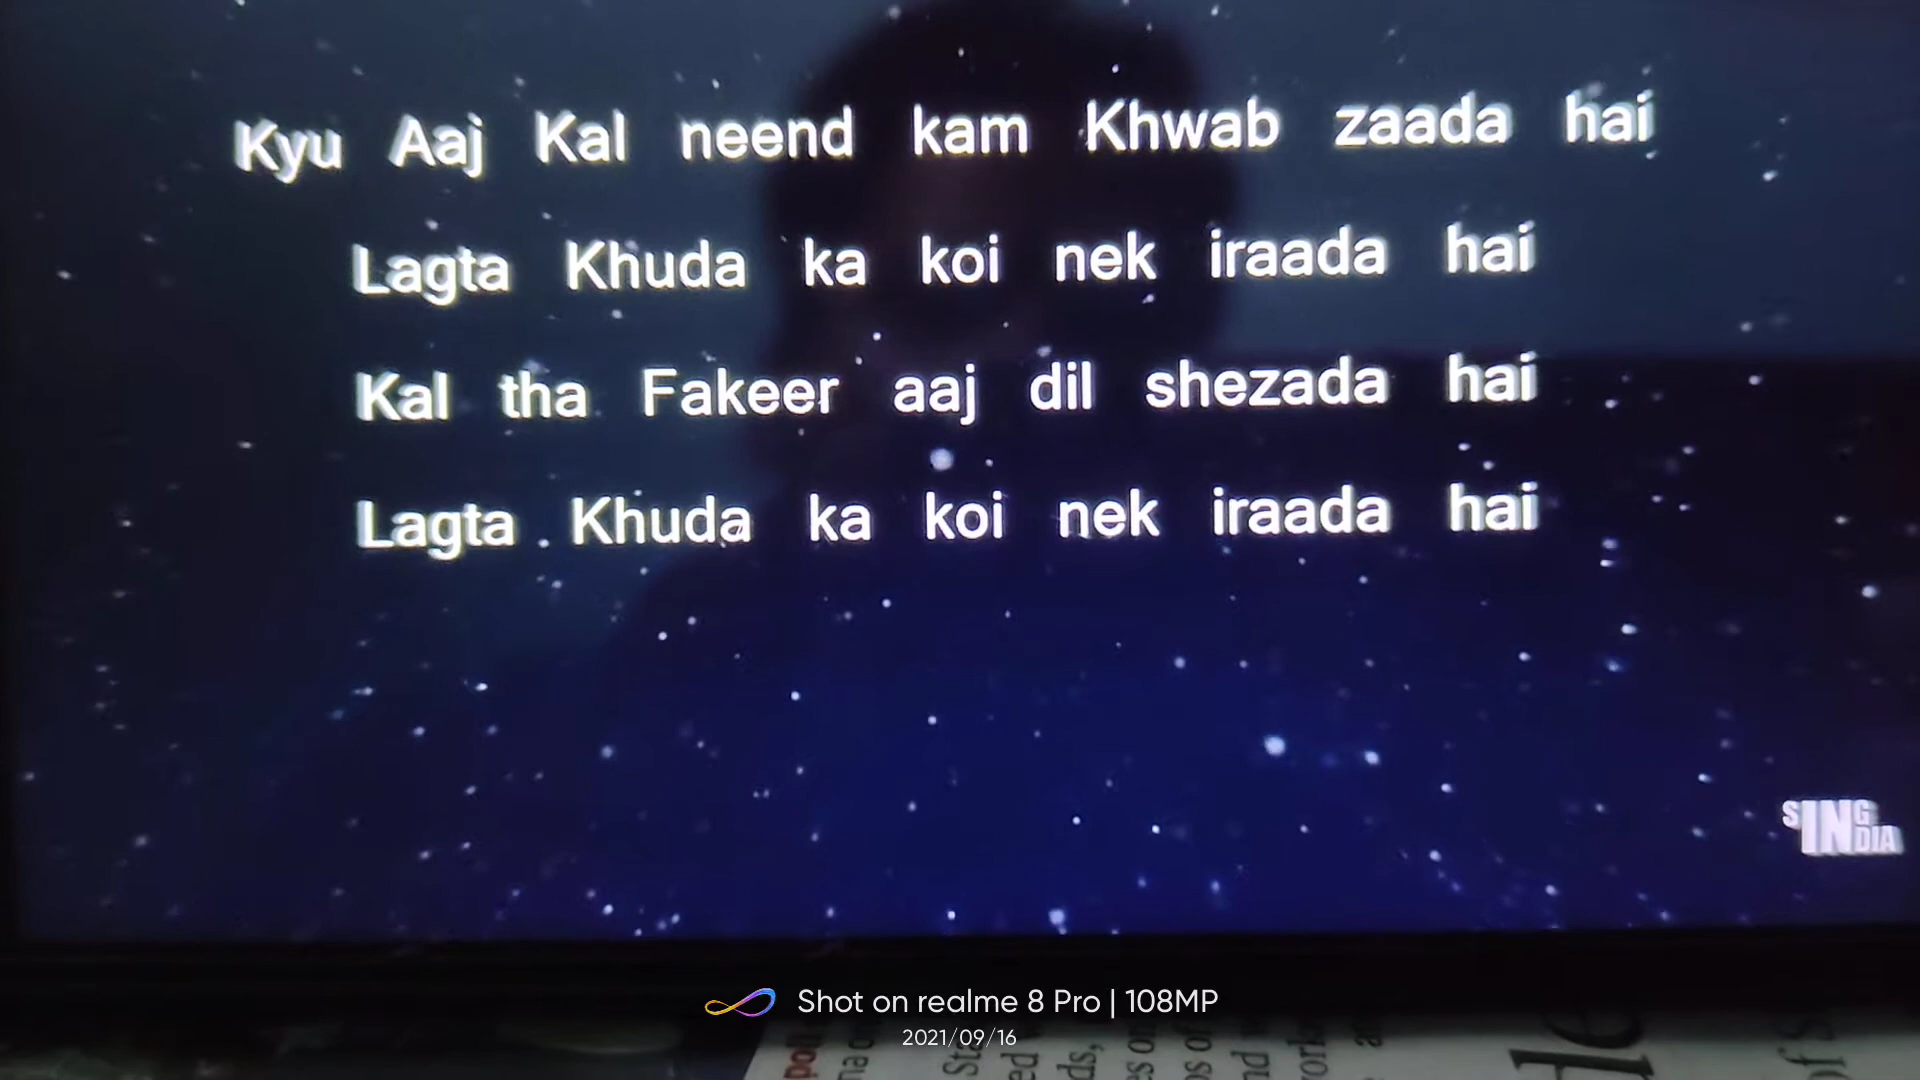 Kyu Aaj Kal neend kam Khwab zaada hai
Lagta Khuda ka koi nek iraada hai
Kal tha Fakeer aaj dil shezada hai
Lagta Khuda ka koi nek iraada hai
SING INDIA
Shot on realme 8 Pro | 108MP
2021/09/16